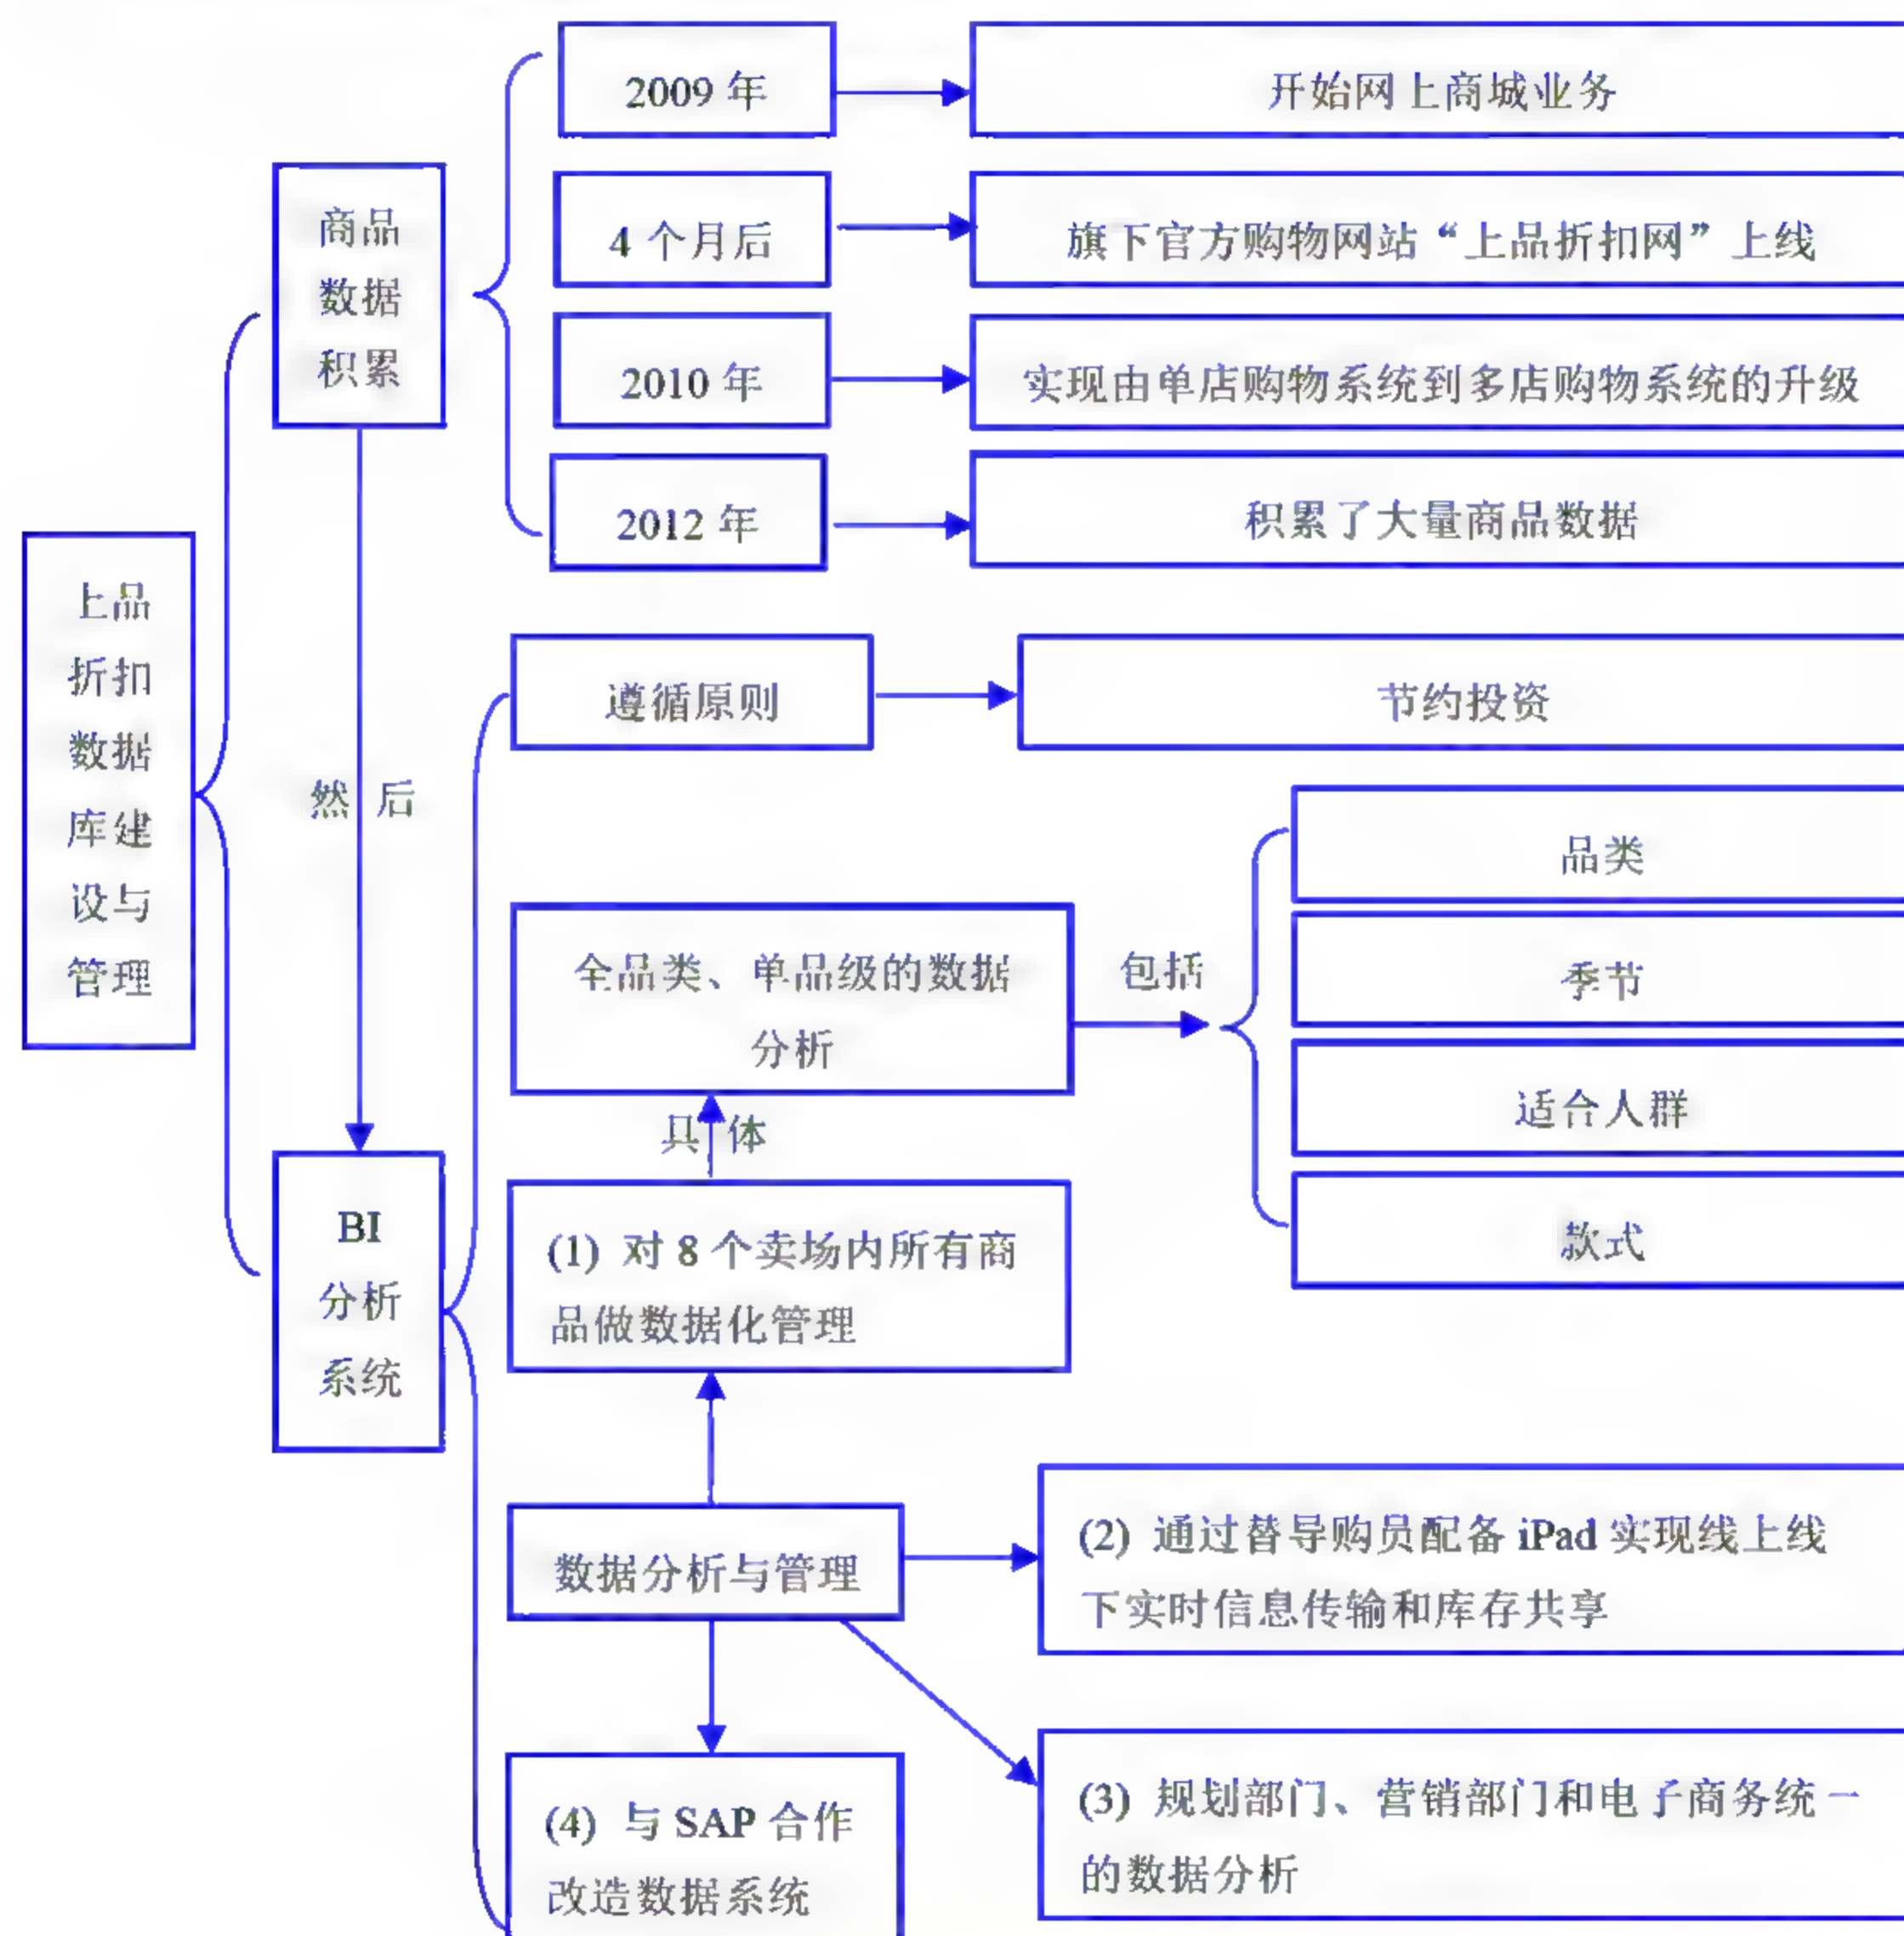 2009 年
开始网上商城业务
4 个月后
旗下官方购物网站“上品折扣网”上线
2010 年
实现由单店购物系统到多店购物系统的升级
2012 年
积累了大量商品数据
商品
数据
积累
上品
折扣
数据
库建
设与
管理
然 后
遵循原则
节约投资
全品类、单品级的数据
分析
包括
品类
季节
适合人群
款式
具 体
(1) 对 8 个卖场内所有商
品做数据化管理
BI
分析
系统
数据分析与管理
(2) 通过替导购员配备 iPad 实现线上线
下实时信息传输和库存共享
(3) 规划部门、营销部门和电子商务统一
的数据分析
(4) 与 SAP 合作
改造数据系统